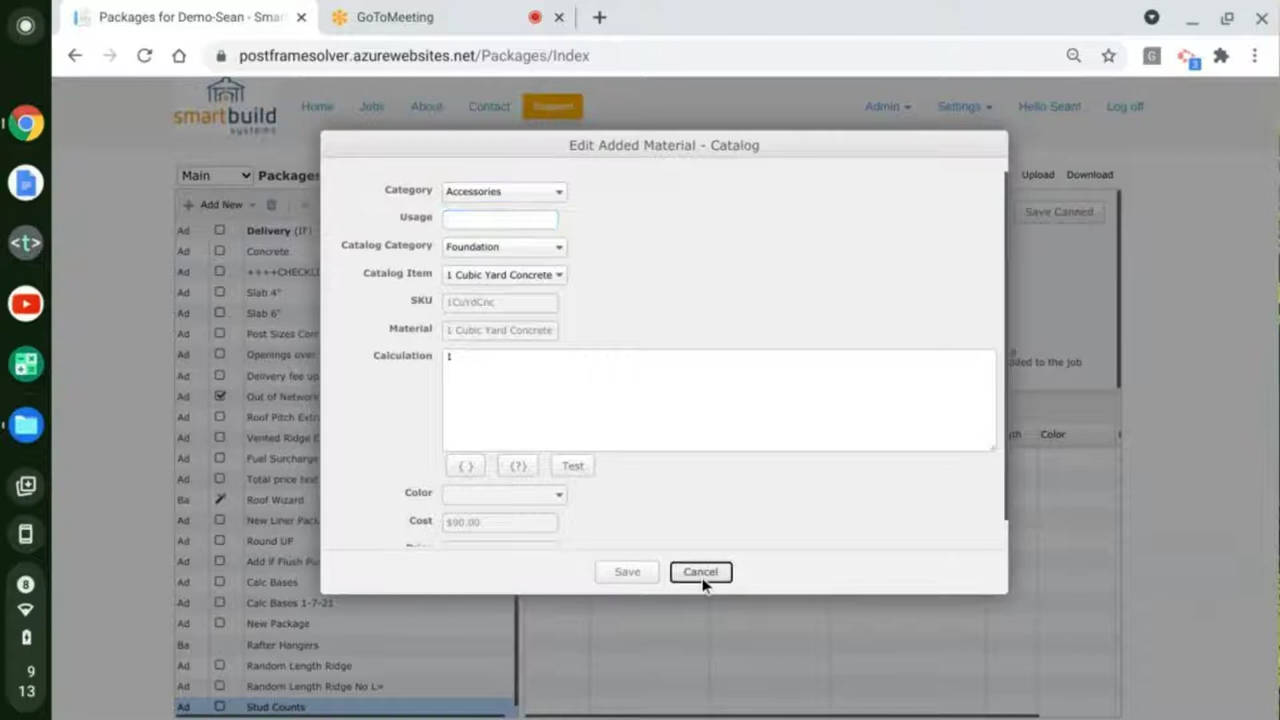 Packages for Demo-Sean - Smar
GoToMeeting
postframesolver.azurewebsites.net/Packages/Index
G
3
smartbuild
systems
Home
Jobs
About
Contact
Support
Admin
Settings
Hello Sean!
Log off
Main
Packages
Upload
Download
Add New
Save Canned
Edit Added Material - Catalog
Category
Accessories
Usage
Catalog Category
Foundation
Catalog Item
1 Cubic Yard Concrete
SKU
1CuYdCnc
Material
1 Cubic Yard Concrete
Calculation
1
{ }
{?}
Test
Color
Cost
$90.00
Save
Cancel
Ad Delivery (IF)
Ad Concrete
Ad ++++CHECKLI
Ad Slab 4"
Ad Slab 6"
Ad Post Sizes Corr
Ad Openings over
Ad Delivery fee up
Ad Out of Network
Ad Roof Pitch Extr
Ad Vented Ridge E
Ad Fuel Surcharge
Ad Total price not
Ba Roof Wizard
Ad New Liner Pack
Ad Round UP
Ad Add if Flush Pu
Ad Calc Bases
Ad Calc Bases 1-7-21
Ad New Package
Ba Rafter Hangers
Ad Random Length Ridge
Ad Random Length Ridge No L=
Ad Stud Counts
ded to the job
th
Color
8
9
13